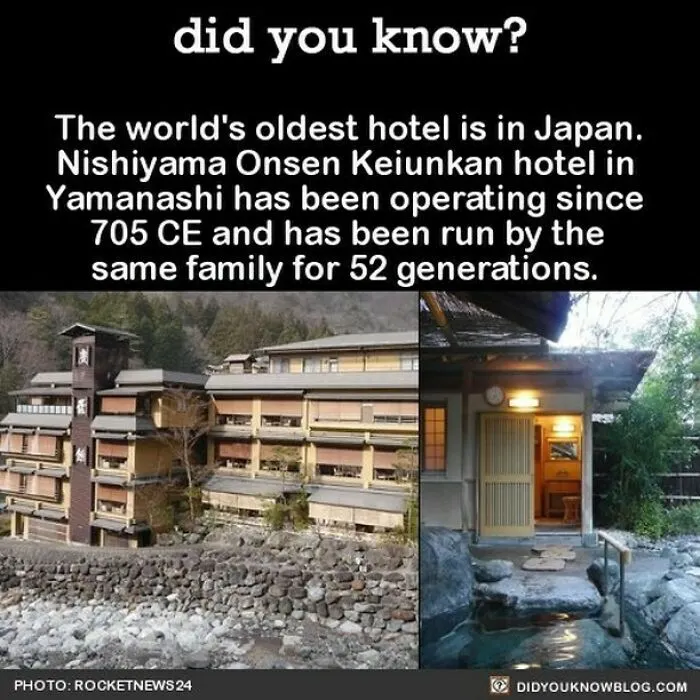 did you know?
The world's oldest hotel is in Japan.
Nishiyama Onsen Keiunkan hotel in
Yamanashi has been operating since
705 CE and has been run by the
same family for 52 generations.
PHOTO: ROCKETNEWS24
DIDYOUKNOWBLOG.COM